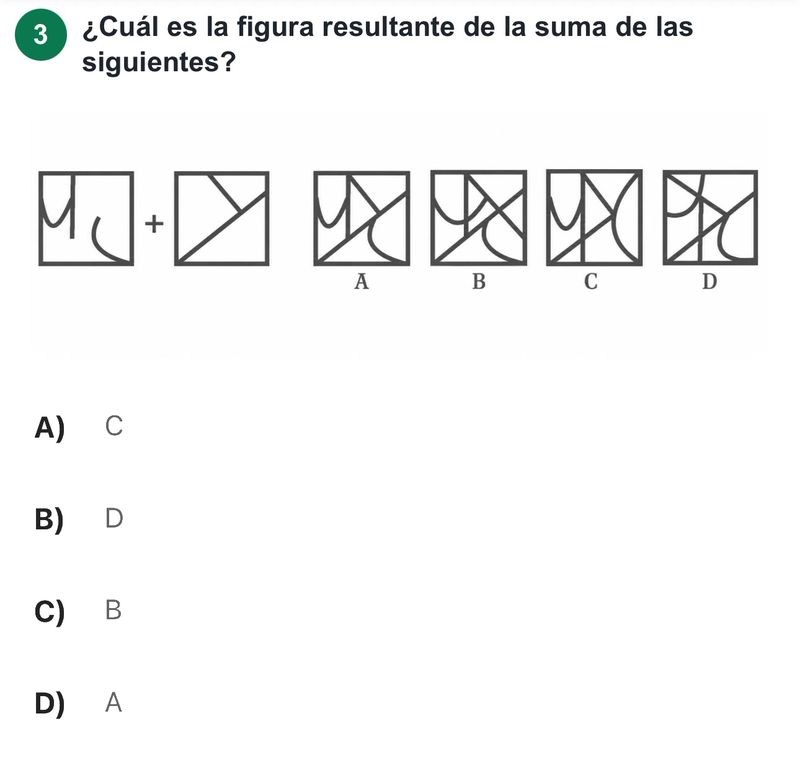 3 ¿Cuál es la figura resultante de la suma de las
siguientes?
+
A B C D
A) C
B) D
C) B
D) A